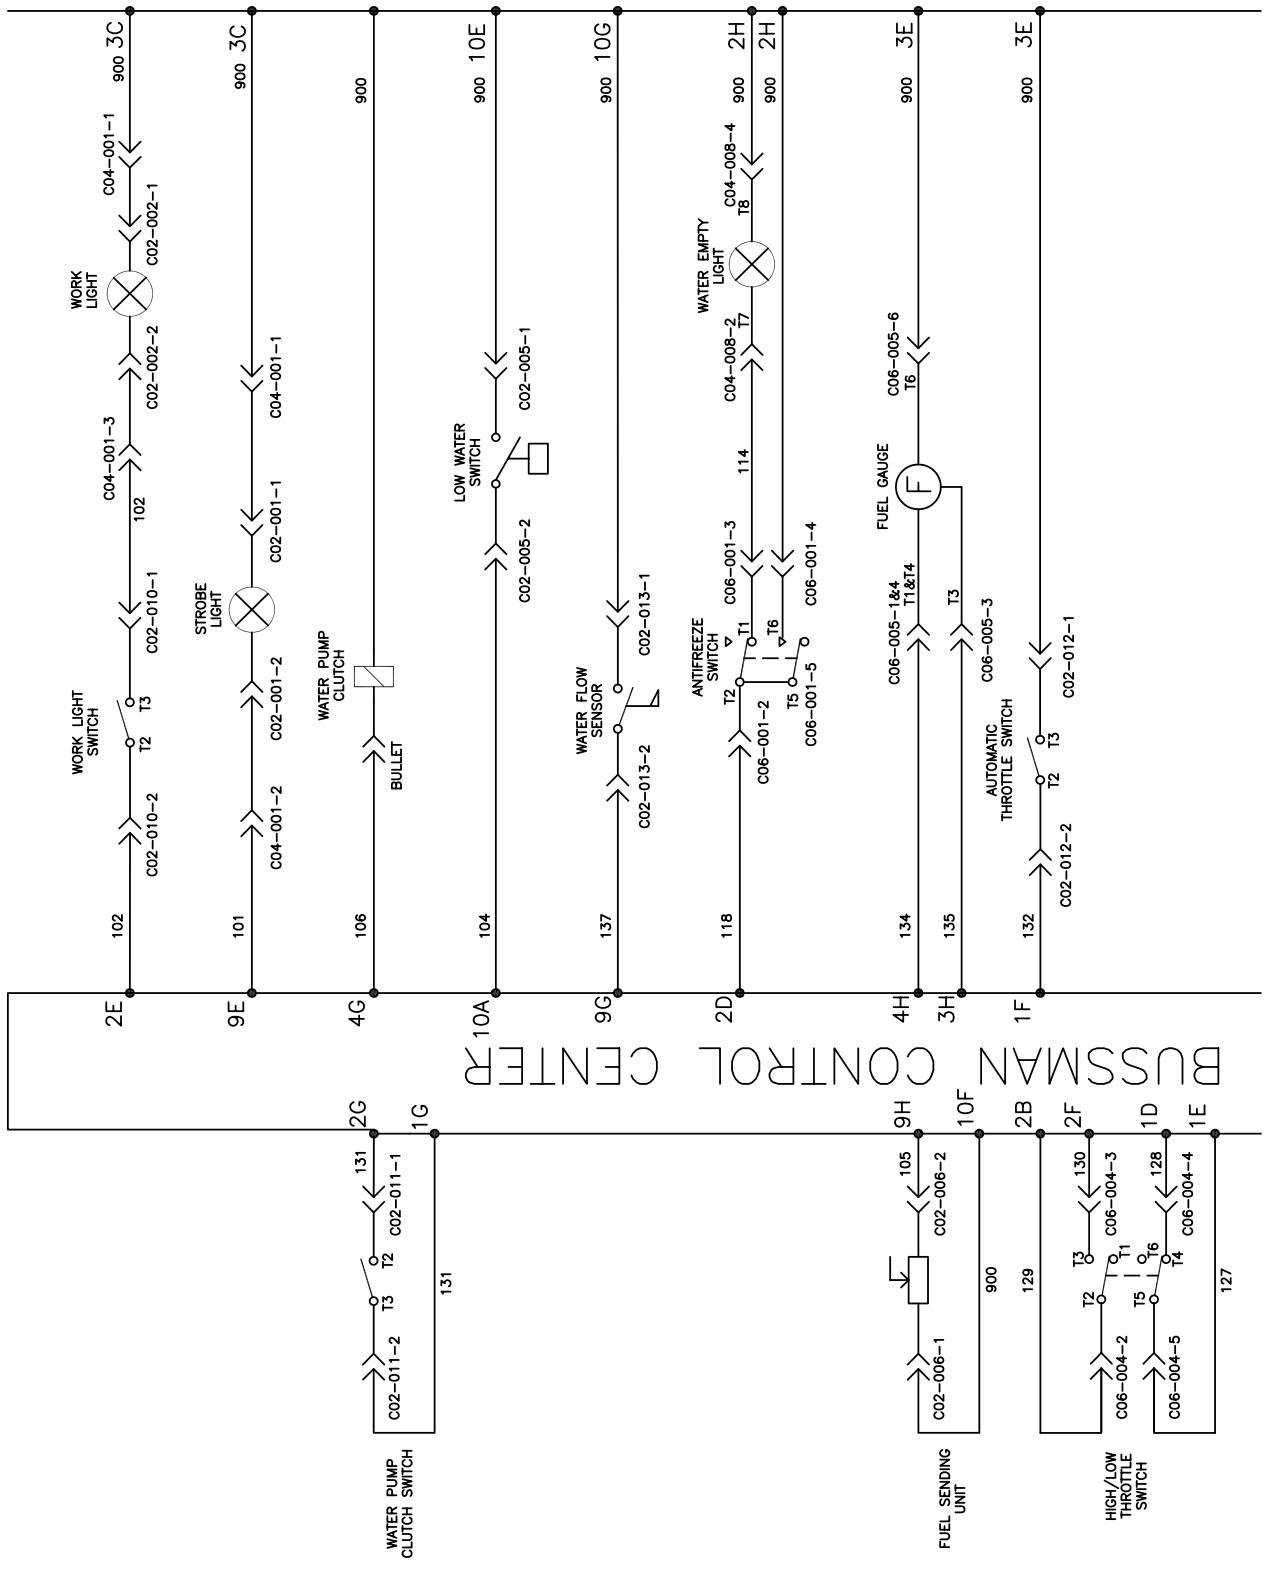 3C
900
C04-001-1
C02-002-1
WORK
LIGHT
C02-002-2
C04-001-3
102
C02-010-1
WORK LIGHT
SWITCH
T3
T2
C02-010-2
102
2E
3C
900
C04-001-1
C02-001-1
STROBE
LIGHT
C02-001-2
C04-001-2
101
9E
900
WATER PUMP
CLUTCH
BULLET
106
4G
10E
900
C02-005-1
LOW WATER
SWITCH
C02-005-2
104
10A
10G
900
C02-013-1
WATER FLOW
SENSOR
C02-013-2
137
9G
2H
2H
900
900
C04-008-4
T8
WATER EMPTY
LIGHT
T7
C04-008-2
114
C06-001-3
C06-001-4
ANTIFREEZE
SWITCH
T1
T6
T2
T5
C06-001-5
C06-001-2
118
2D
3E
900
C06-005-6
T6
FUEL GAUGE
F
C06-005-1&4
T1&T4
T3
C06-005-3
134
135
4H
3H
3E
900
C02-012-1
AUTOMATIC
THROTTLE SWITCH
T3
T2
C02-012-2
132
1F
BUSSMAN CONTROL CENTER
2G
1G
131
C02-011-1
T2
T3
C02-011-2
131
WATER PUMP
CLUTCH SWITCH
9H
10F
105
C02-006-2
900
C02-006-1
FUEL SENDING
UNIT
2B
2F
1D
1E
130
C06-004-3
128
C06-004-4
129
T3
T1
T6
T4
T2
T5
127
C06-004-2
C06-004-5
HIGH/LOW
THROTTLE
SWITCH